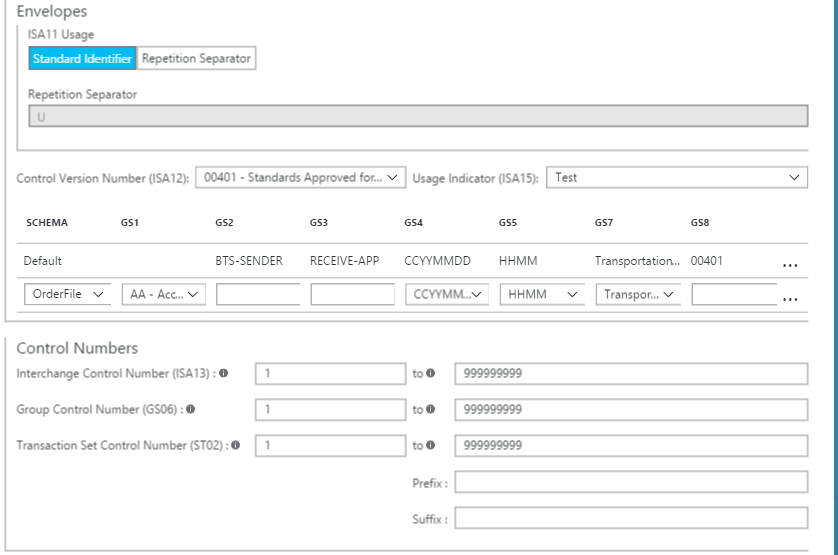 Envelopes
ISA11 Usage
Standard Identifier Repetition Separator
Repetition Separator
U
Control Version Number (ISA12): 00401 - Standards Approved for... Usage Indicator (ISA15): Test
SCHEMA GS1 GS2 GS3 GS4 GS5 GS7 GS8
Default BTS-SENDER RECEIVE-APP CCYYMMDD HHMM Transportation... 00401 ...
OrderFile AA - Acc... CCYYMM... HHMM Transpor... ...
Control Numbers
Interchange Control Number (ISA13) : 1 to 999999999
Group Control Number (GS06) : 1 to 999999999
Transaction Set Control Number (ST02) : 1 to 999999999
Prefix :
Suffix :